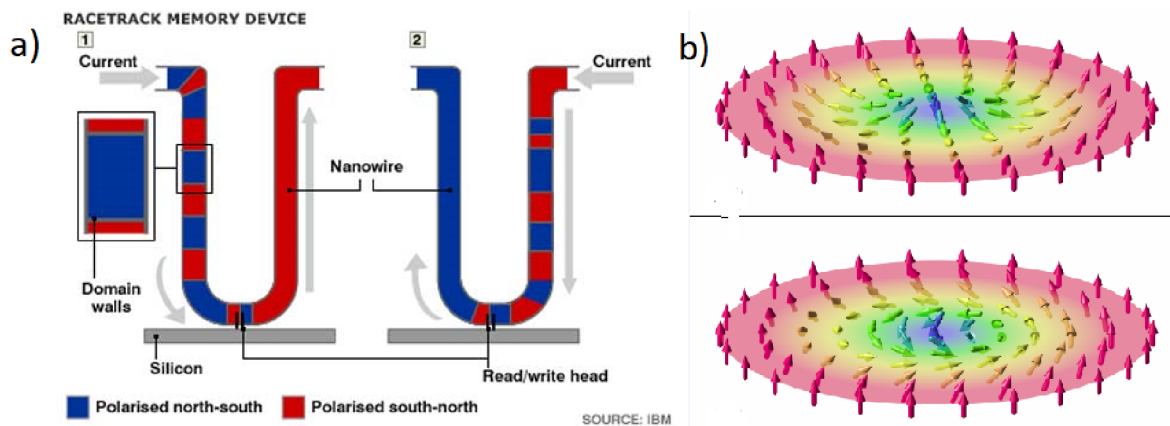 RACETRACK MEMORY DEVICE
a)
1
2
b)
Current
Current
Nanowire
Domain
walls
Silicon
Read/write head
Polarised north-south
Polarised south-north
SOURCE: IBM